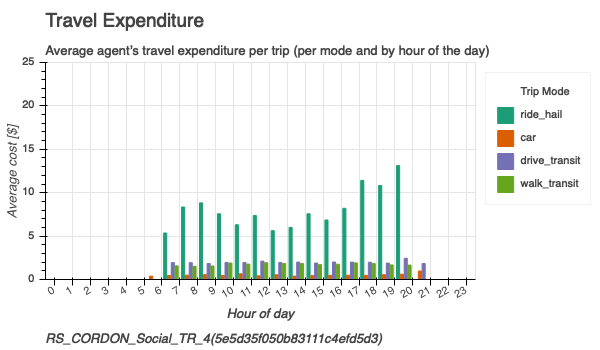 Travel Expenditure
Average agent's travel expenditure per trip (per mode and by hour of the day)
25
20
15
10
5
0
Average cost [$]
0 1 2 3 4 5 6 7 8 9 10 11 12 13 14 15 16 17 18 19 20 21 22 23
Hour of day
Trip Mode
ride_hail
car
drive_transit
walk_transit
RS_CORDON_Social_TR_4(5e5d35f050b83111c4efd5d3)